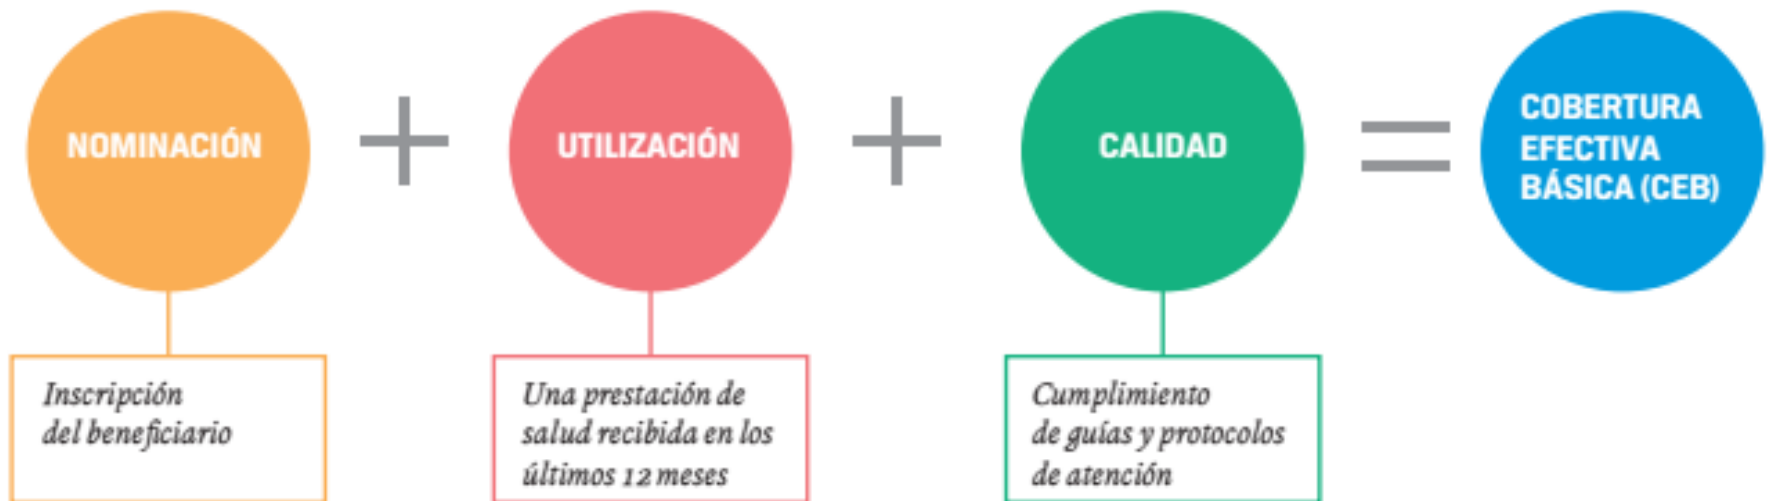 NOMINACIÓN
UTILIZACIÓN
CALIDAD
COBERTURA
EFECTIVA
BÁSICA (CEB)
Inscripción
del beneficiario
Una prestación de
salud recibida en los
últimos 12 meses
Cumplimiento
de guías y protocolos
de atención